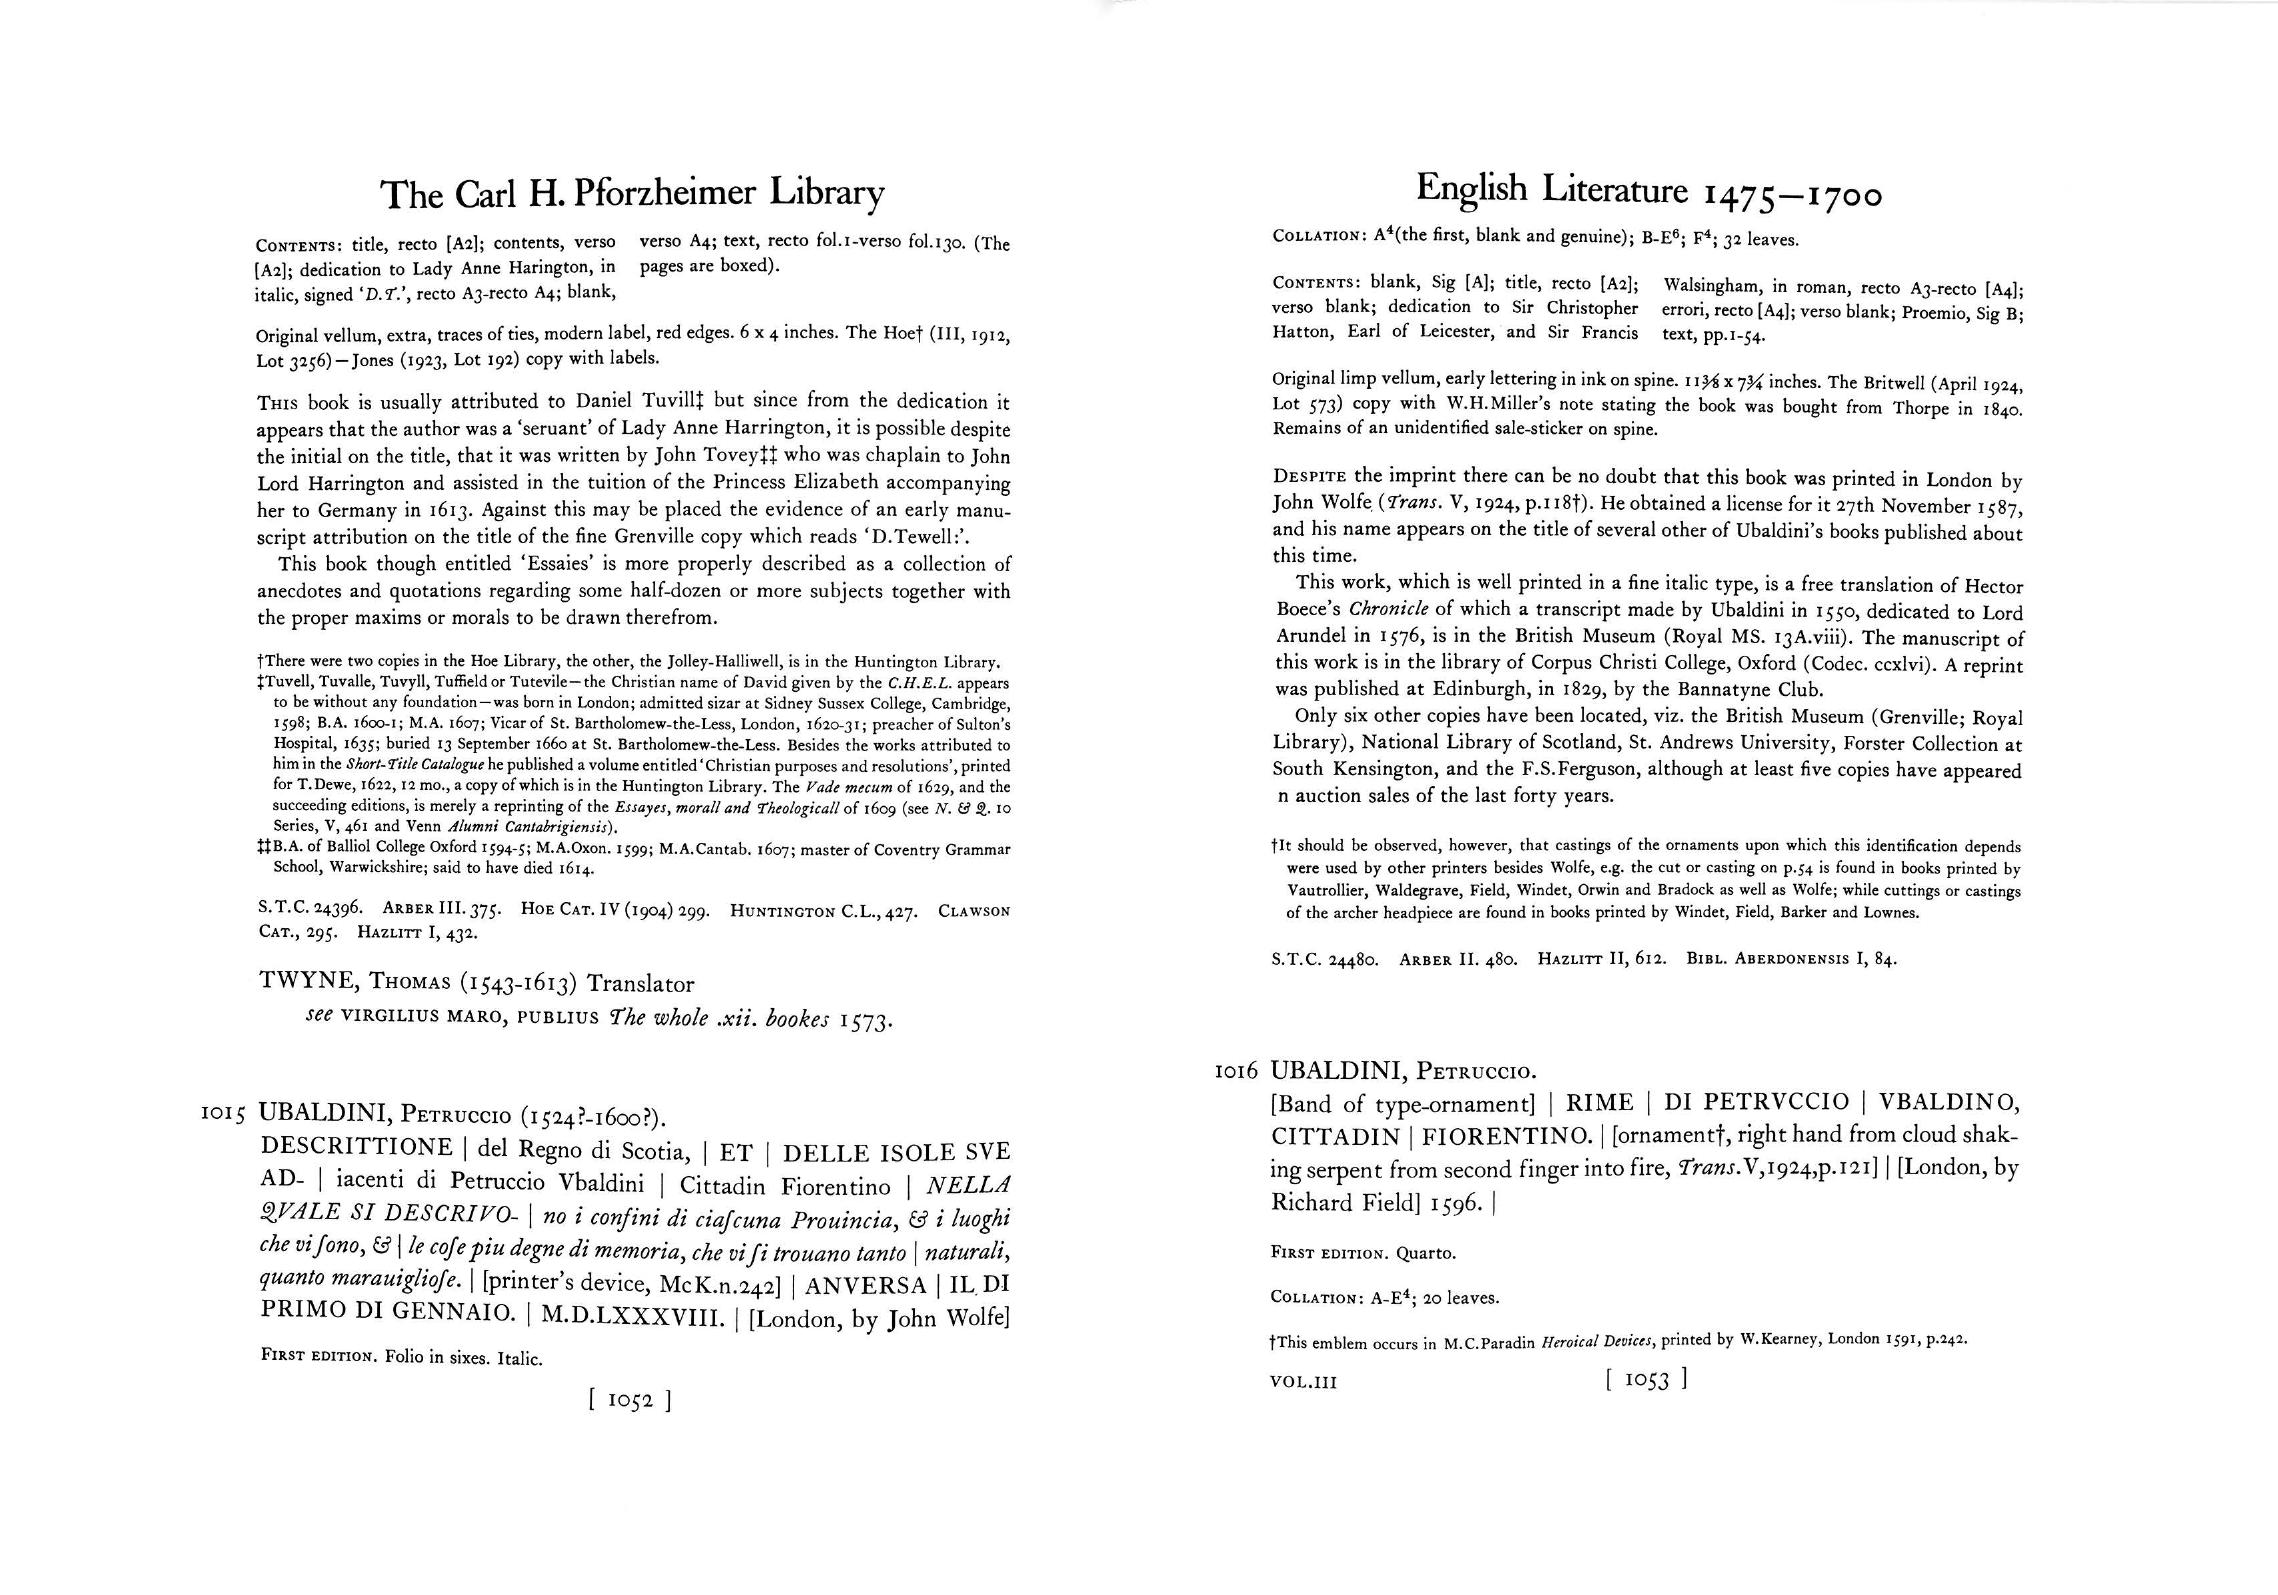 The Carl H. Pforzheimer Library
CONTENTS: title, recto [A2]; contents, verso
[A2]; dedication to Lady Anne Harington, in
italic, signed ‘D.T.’, recto A3-recto A4; blank,
verso A4; text, recto fol.1-verso fol.130. (The
pages are boxed).
Original vellum, extra, traces of ties, modern label, red edges. 6 x 4 inches. The Hoe† (III, 1912,
Lot 3256)—Jones (1923, Lot 192) copy with labels.
THIS book is usually attributed to Daniel Tuvill‡ but since from the dedication it
appears that the author was a ‘seruant’ of Lady Anne Harrington, it is possible despite
the initial on the title, that it was written by John Tovey‡‡ who was chaplain to John
Lord Harrington and assisted in the tuition of the Princess Elizabeth accompanying
her to Germany in 1613. Against this may be placed the evidence of an early manu-
script attribution on the title of the fine Grenville copy which reads ‘D.Tewell:’.
This book though entitled ‘Essaies’ is more properly described as a collection of
anecdotes and quotations regarding some half-dozen or more subjects together with
the proper maxims or morals to be drawn therefrom.
†There were two copies in the Hoe Library, the other, the Jolley-Halliwell, is in the Huntington Library.
‡Tuvell, Tuvalle, Tuvyll, Tuffield or Tutevile—the Christian name of David given by the C.H.E.L. appears
to be without any foundation—was born in London; admitted sizar at Sidney Sussex College, Cambridge,
1598; B.A. 1600-1; M.A. 1607; Vicar of St. Bartholomew-the-Less, London, 1620-31; preacher of Sulton’s
Hospital, 1635; buried 13 September 1660 at St. Bartholomew-the-Less. Besides the works attributed to
him in the Short-Title Catalogue he published a volume entitled ‘Christian purposes and resolutions’, printed
for T.Dewe, 1622, 12 mo., a copy of which is in the Huntington Library. The Vade mecum of 1629, and the
succeeding editions, is merely a reprinting of the Essayes, morall and Theologicall of 1609 (see N. & Q. 10
Series, V, 461 and Venn Alumni Cantabrigiensis).
‡‡B.A. of Balliol College Oxford 1594-5; M.A.Oxon. 1599; M.A.Cantab. 1607; master of Coventry Grammar
School, Warwickshire; said to have died 1614.
S.T.C. 24396. ARBER III. 375. HOE CAT. IV (1904) 299. HUNTINGTON C.L., 427. CLAWSON
CAT., 295. HAZLITT I, 432.
TWYNE, THOMAS (1543-1613) Translator
see VIRGILIUS MARO, PUBLIUS The whole .xii. bookes 1573.
1015 UBALDINI, PETRUCCIO (1524?-1600?).
DESCRITTIONE | del Regno di Scotia, | ET | DELLE ISOLE SVE
AD- | iacenti di Petruccio Vbaldini | Cittadin Fiorentino | NELLA
QVALE SI DESCRIVO- | no i confini di ciaſcuna Prouincia, & i luoghi
che vi ſono, & | le coſe piu degne di memoria, che vi ſi trouano tanto | naturali,
quanto marauiglioſe. | [printer’s device, McK.n.242] | ANVERSA | IL DI
PRIMO DI GENNAIO. | M.D.LXXXVIII. | [London, by John Wolfe]
FIRST EDITION. Folio in sixes. Italic.
[ 1052 ]
English Literature 1475—1700
COLLATION: A⁴(the first, blank and genuine); B-E⁶; F⁴; 32 leaves.
CONTENTS: blank, Sig [A]; title, recto [A2];
verso blank; dedication to Sir Christopher
Hatton, Earl of Leicester, and Sir Francis
Walsingham, in roman, recto A3-recto [A4];
errori, recto [A4]; verso blank; Proemio, Sig B;
text, pp.1-54.
Original limp vellum, early lettering in ink on spine. 11⅜ x 7¾ inches. The Britwell (April 1924,
Lot 573) copy with W.H.Miller’s note stating the book was bought from Thorpe in 1840.
Remains of an unidentified sale-sticker on spine.
DESPITE the imprint there can be no doubt that this book was printed in London by
John Wolfe (Trans. V, 1924, p.118†). He obtained a license for it 27th November 1587,
and his name appears on the title of several other of Ubaldini’s books published about
this time.
This work, which is well printed in a fine italic type, is a free translation of Hector
Boece’s Chronicle of which a transcript made by Ubaldini in 1550, dedicated to Lord
Arundel in 1576, is in the British Museum (Royal MS. 13A.viii). The manuscript of
this work is in the library of Corpus Christi College, Oxford (Codec. ccxlvi). A reprint
was published at Edinburgh, in 1829, by the Bannatyne Club.
Only six other copies have been located, viz. the British Museum (Grenville; Royal
Library), National Library of Scotland, St. Andrews University, Forster Collection at
South Kensington, and the F.S.Ferguson, although at least five copies have appeared
n auction sales of the last forty years.
†It should be observed, however, that castings of the ornaments upon which this identification depends
were used by other printers besides Wolfe, e.g. the cut or casting on p.54 is found in books printed by
Vautrollier, Waldegrave, Field, Windet, Orwin and Bradock as well as Wolfe; while cuttings or castings
of the archer headpiece are found in books printed by Windet, Field, Barker and Lownes.
S.T.C. 24480. ARBER II. 480. HAZLITT II, 612. BIBL. ABERDONENSIS I, 84.
1016 UBALDINI, PETRUCCIO.
[Band of type-ornament] | RIME | DI PETRVCCIO | VBALDINO,
CITTADIN | FIORENTINO. | [ornament†, right hand from cloud shak-
ing serpent from second finger into fire, Trans.V,1924,p.121] | [London, by
Richard Field] 1596. |
FIRST EDITION. Quarto.
COLLATION: A-E⁴; 20 leaves.
†This emblem occurs in M.C.Paradin Heroical Devices, printed by W.Kearney, London 1591, p.242.
VOL.III
[ 1053 ]